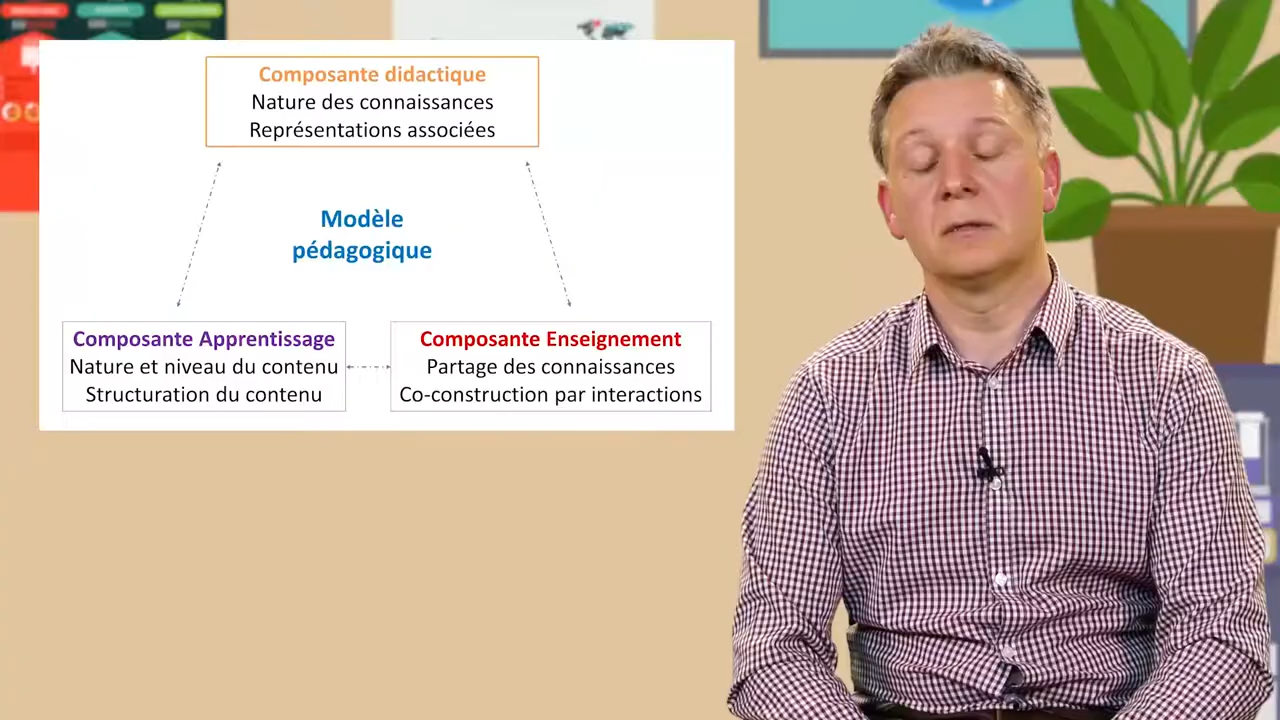 Composante didactique
Nature des connaissances
Représentations associées
Modèle
pédagogique
Composante Apprentissage
Nature et niveau du contenu
Structuration du contenu
Composante Enseignement
Partage des connaissances
Co-construction par interactions